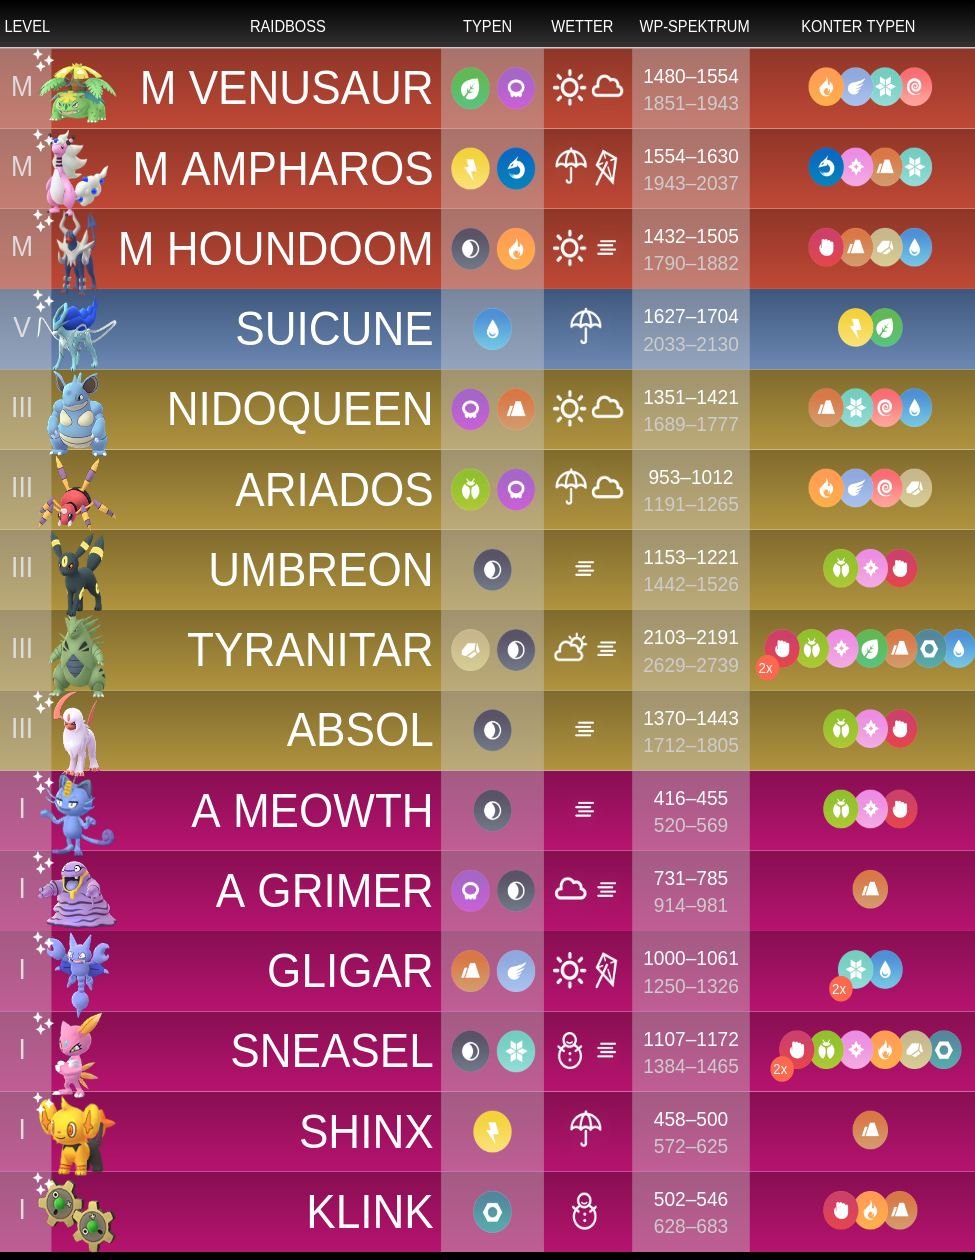 LEVEL RAIDBOSS TYPEN WETTER WP-SPEKTRUM KONTER TYPEN
M M VENUSAUR 1480–1554
1851–1943
M M AMPHAROS 1554–1630
1943–2037
M M HOUNDOOM 1432–1505
1790–1882
V SUICUNE 1627–1704
2033–2130
III NIDOQUEEN 1351–1421
1689–1777
III ARIADOS 953–1012
1191–1265
III UMBREON 1153–1221
1442–1526
III TYRANITAR 2103–2191
2629–2739 2x
III ABSOL 1370–1443
1712–1805
I A MEOWTH 416–455
520–569
I A GRIMER 731–785
914–981
I GLIGAR 1000–1061
1250–1326 2x
I SNEASEL 1107–1172
1384–1465 2x
I SHINX 458–500
572–625
I KLINK 502–546
628–683